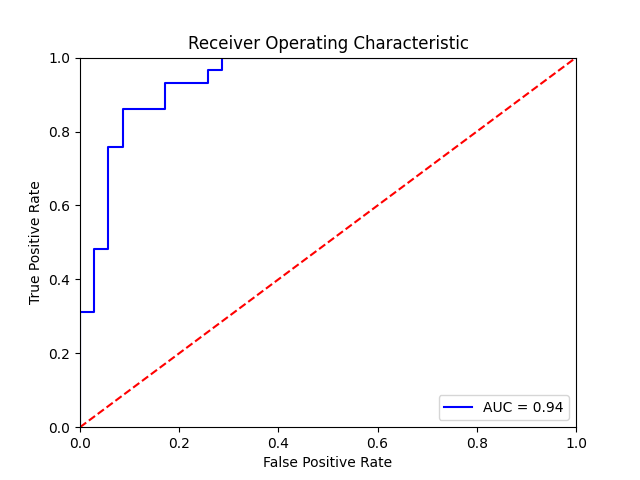 Receiver Operating Characteristic
1.0
0.8
0.6
0.4
0.2
0.0
True Positive Rate
AUC = 0.94
0.0 0.2 0.4 0.6 0.8 1.0
False Positive Rate